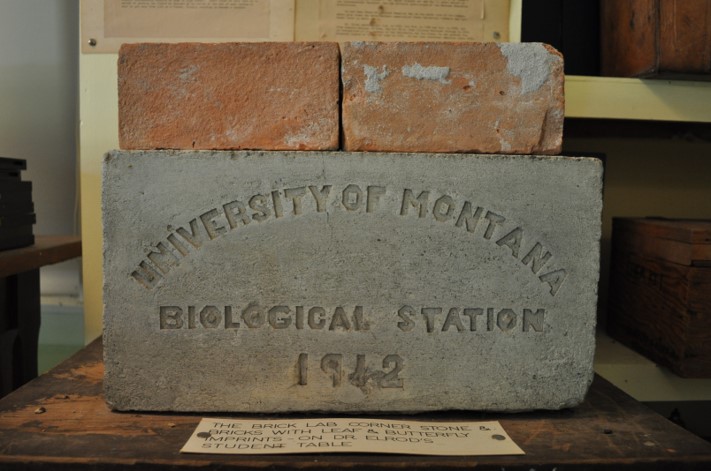 UNIVERSITY OF MONTANA
BIOLOGICAL STATION
1912
THE BRICK LAB CORNER STONE &
BRICKS WITH LEAF & BUTTERFLY
IMPRINTS - ON DR. ELROD'S
STUDENT TABLE